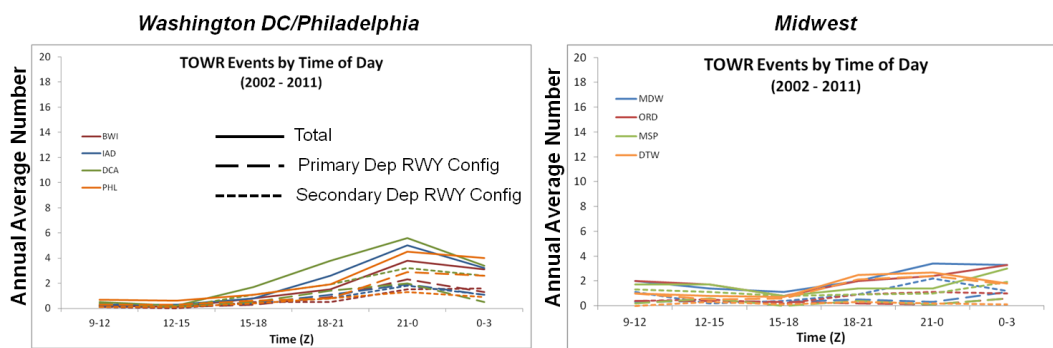 Washington DC/Philadelphia
Annual Average Number
TOWR Events by Time of Day
(2002 - 2011)
20
18
16
14
12
10
8
6
4
2
0
BWI
IAD
DCA
PHL
Total
Primary Dep RWY Config
Secondary Dep RWY Config
9-12 12-15 15-18 18-21 21-0 0-3
Time (Z)
Midwest
Annual Average Number
TOWR Events by Time of Day
(2002 - 2011)
20
18
16
14
12
10
8
6
4
2
0
MDW
ORD
MSP
DTW
9-12 12-15 15-18 18-21 21-0 0-3
Time (Z)